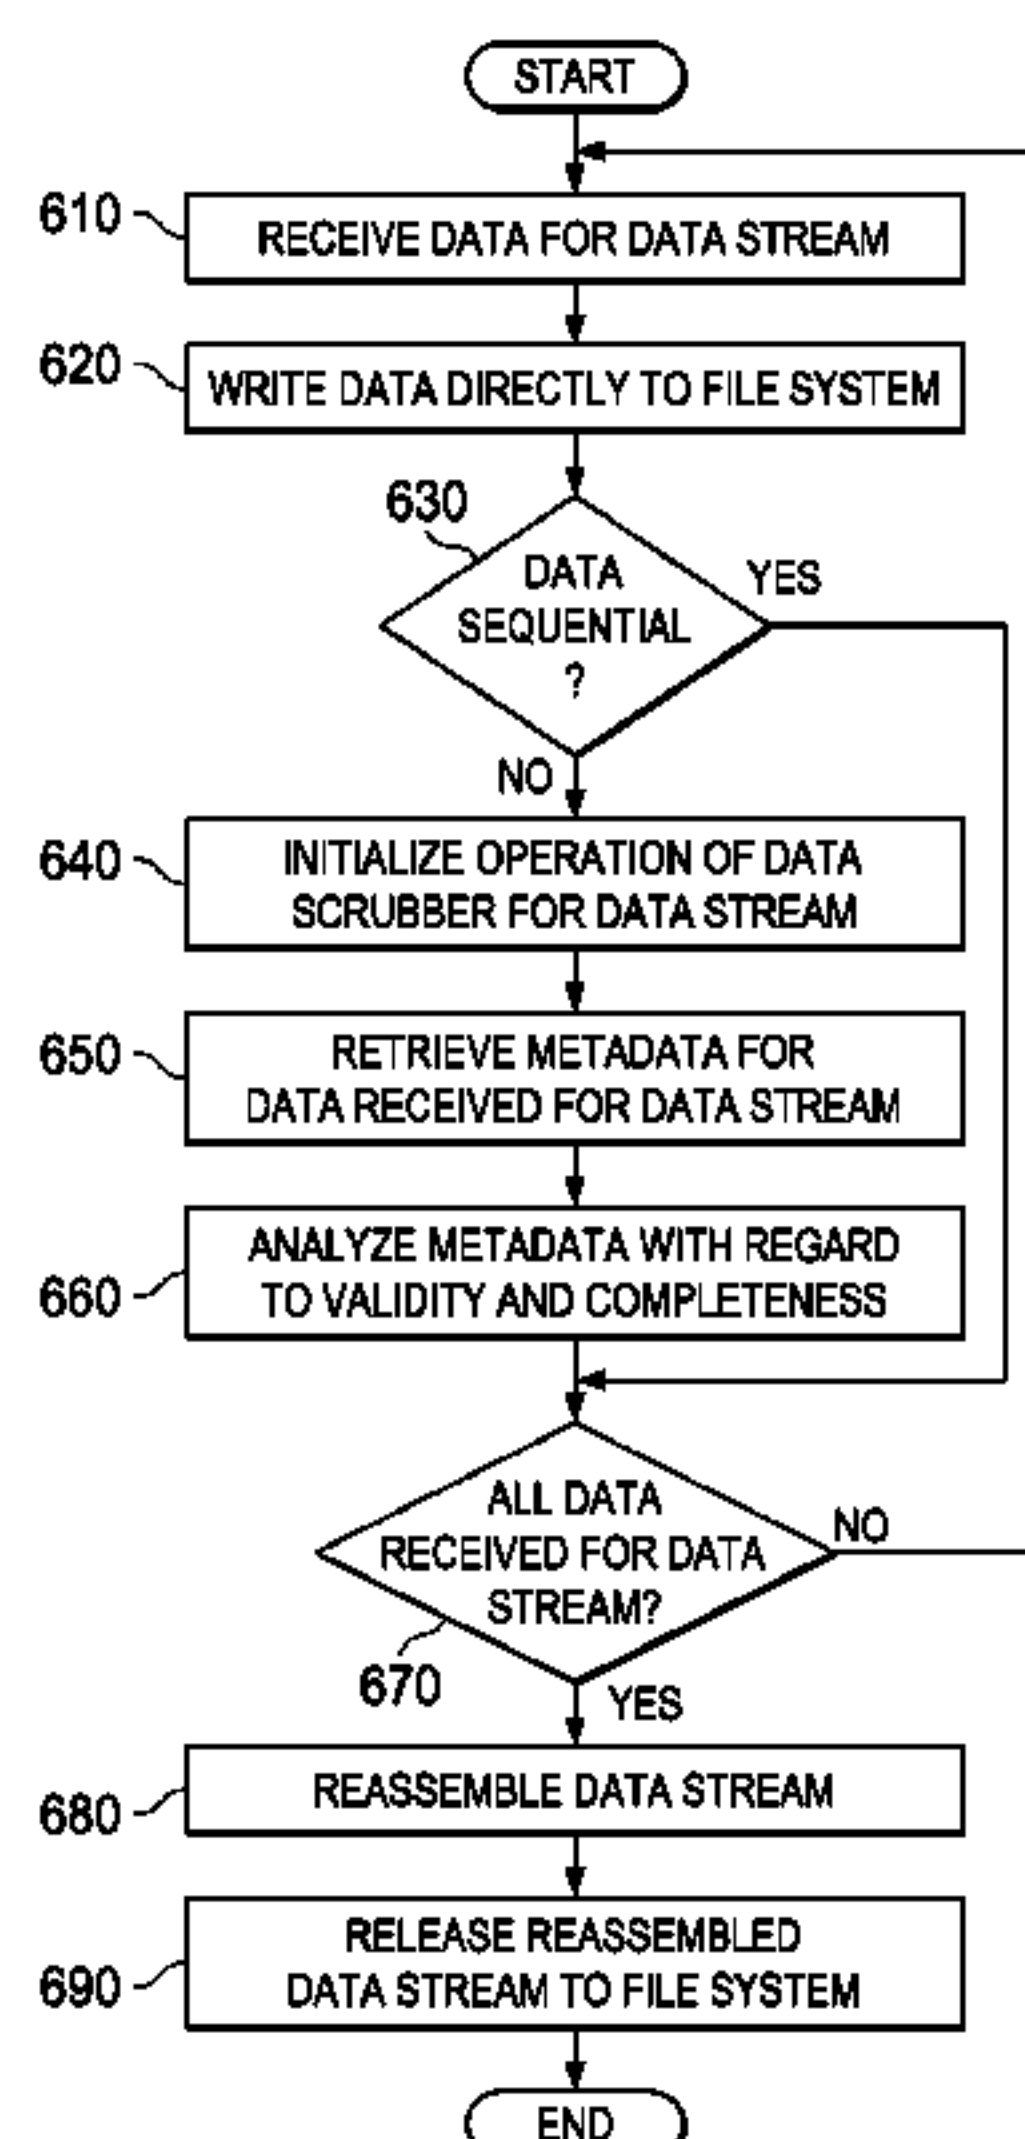 START
610
RECEIVE DATA FOR DATA STREAM
620
WRITE DATA DIRECTLY TO FILE SYSTEM
630
DATA
SEQUENTIAL
?
YES
NO
640
INITIALIZE OPERATION OF DATA
SCRUBBER FOR DATA STREAM
650
RETRIEVE METADATA FOR
DATA RECEIVED FOR DATA STREAM
660
ANALYZE METADATA WITH REGARD
TO VALIDITY AND COMPLETENESS
ALL DATA
RECEIVED FOR DATA
STREAM?
NO
670
YES
680
REASSEMBLE DATA STREAM
690
RELEASE REASSEMBLED
DATA STREAM TO FILE SYSTEM
END